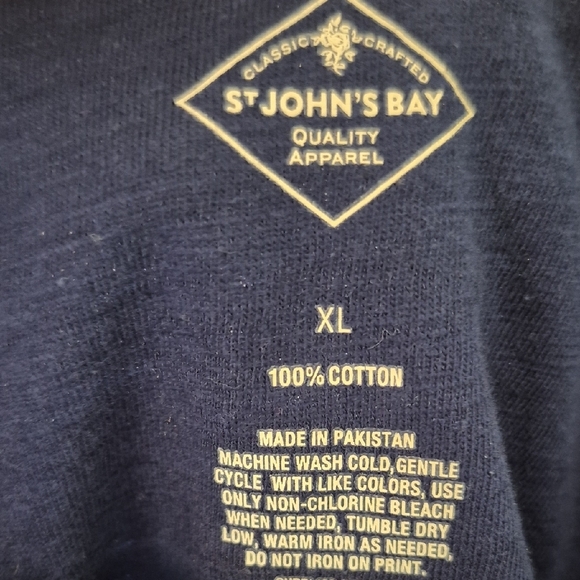 CLASSIC & CRAFTED
ST JOHN'S BAY
QUALITY
APPAREL
XL
100% COTTON
MADE IN PAKISTAN
MACHINE WASH COLD, GENTLE
CYCLE WITH LIKE COLORS, USE
ONLY NON-CHLORINE BLEACH
WHEN NEEDED, TUMBLE DRY
LOW, WARM IRON AS NEEDED,
DO NOT IRON ON PRINT.